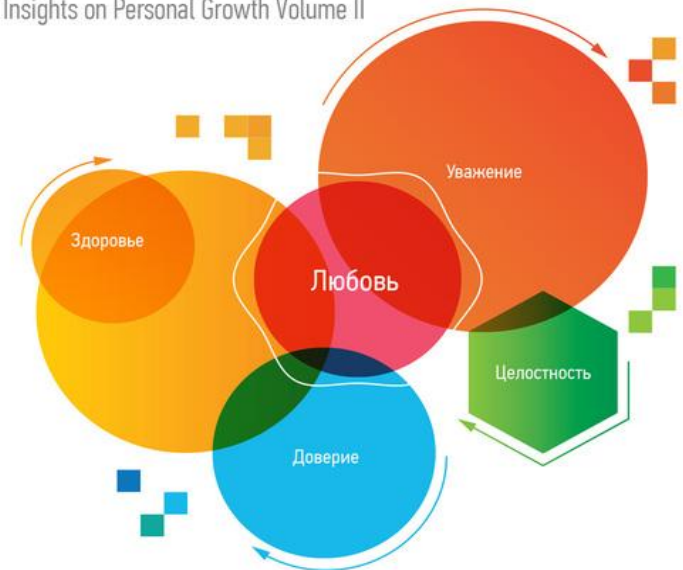 Insights on Personal Growth Volume II
Уважение
Здоровье
Любовь
Целостность
Доверие